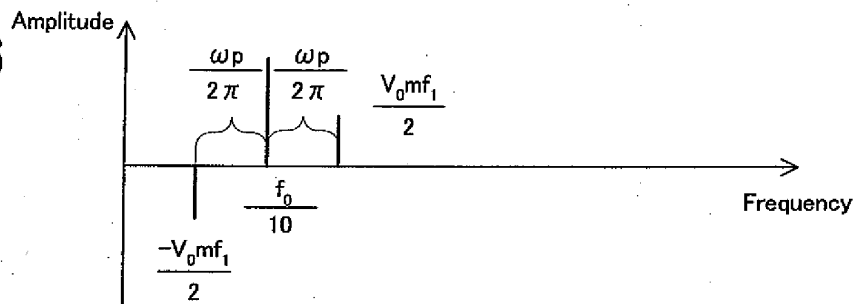 Amplitude
ωp
2π
ωp
2π
V₀mf₁
2
f₀
10
Frequency
-V₀mf₁
2